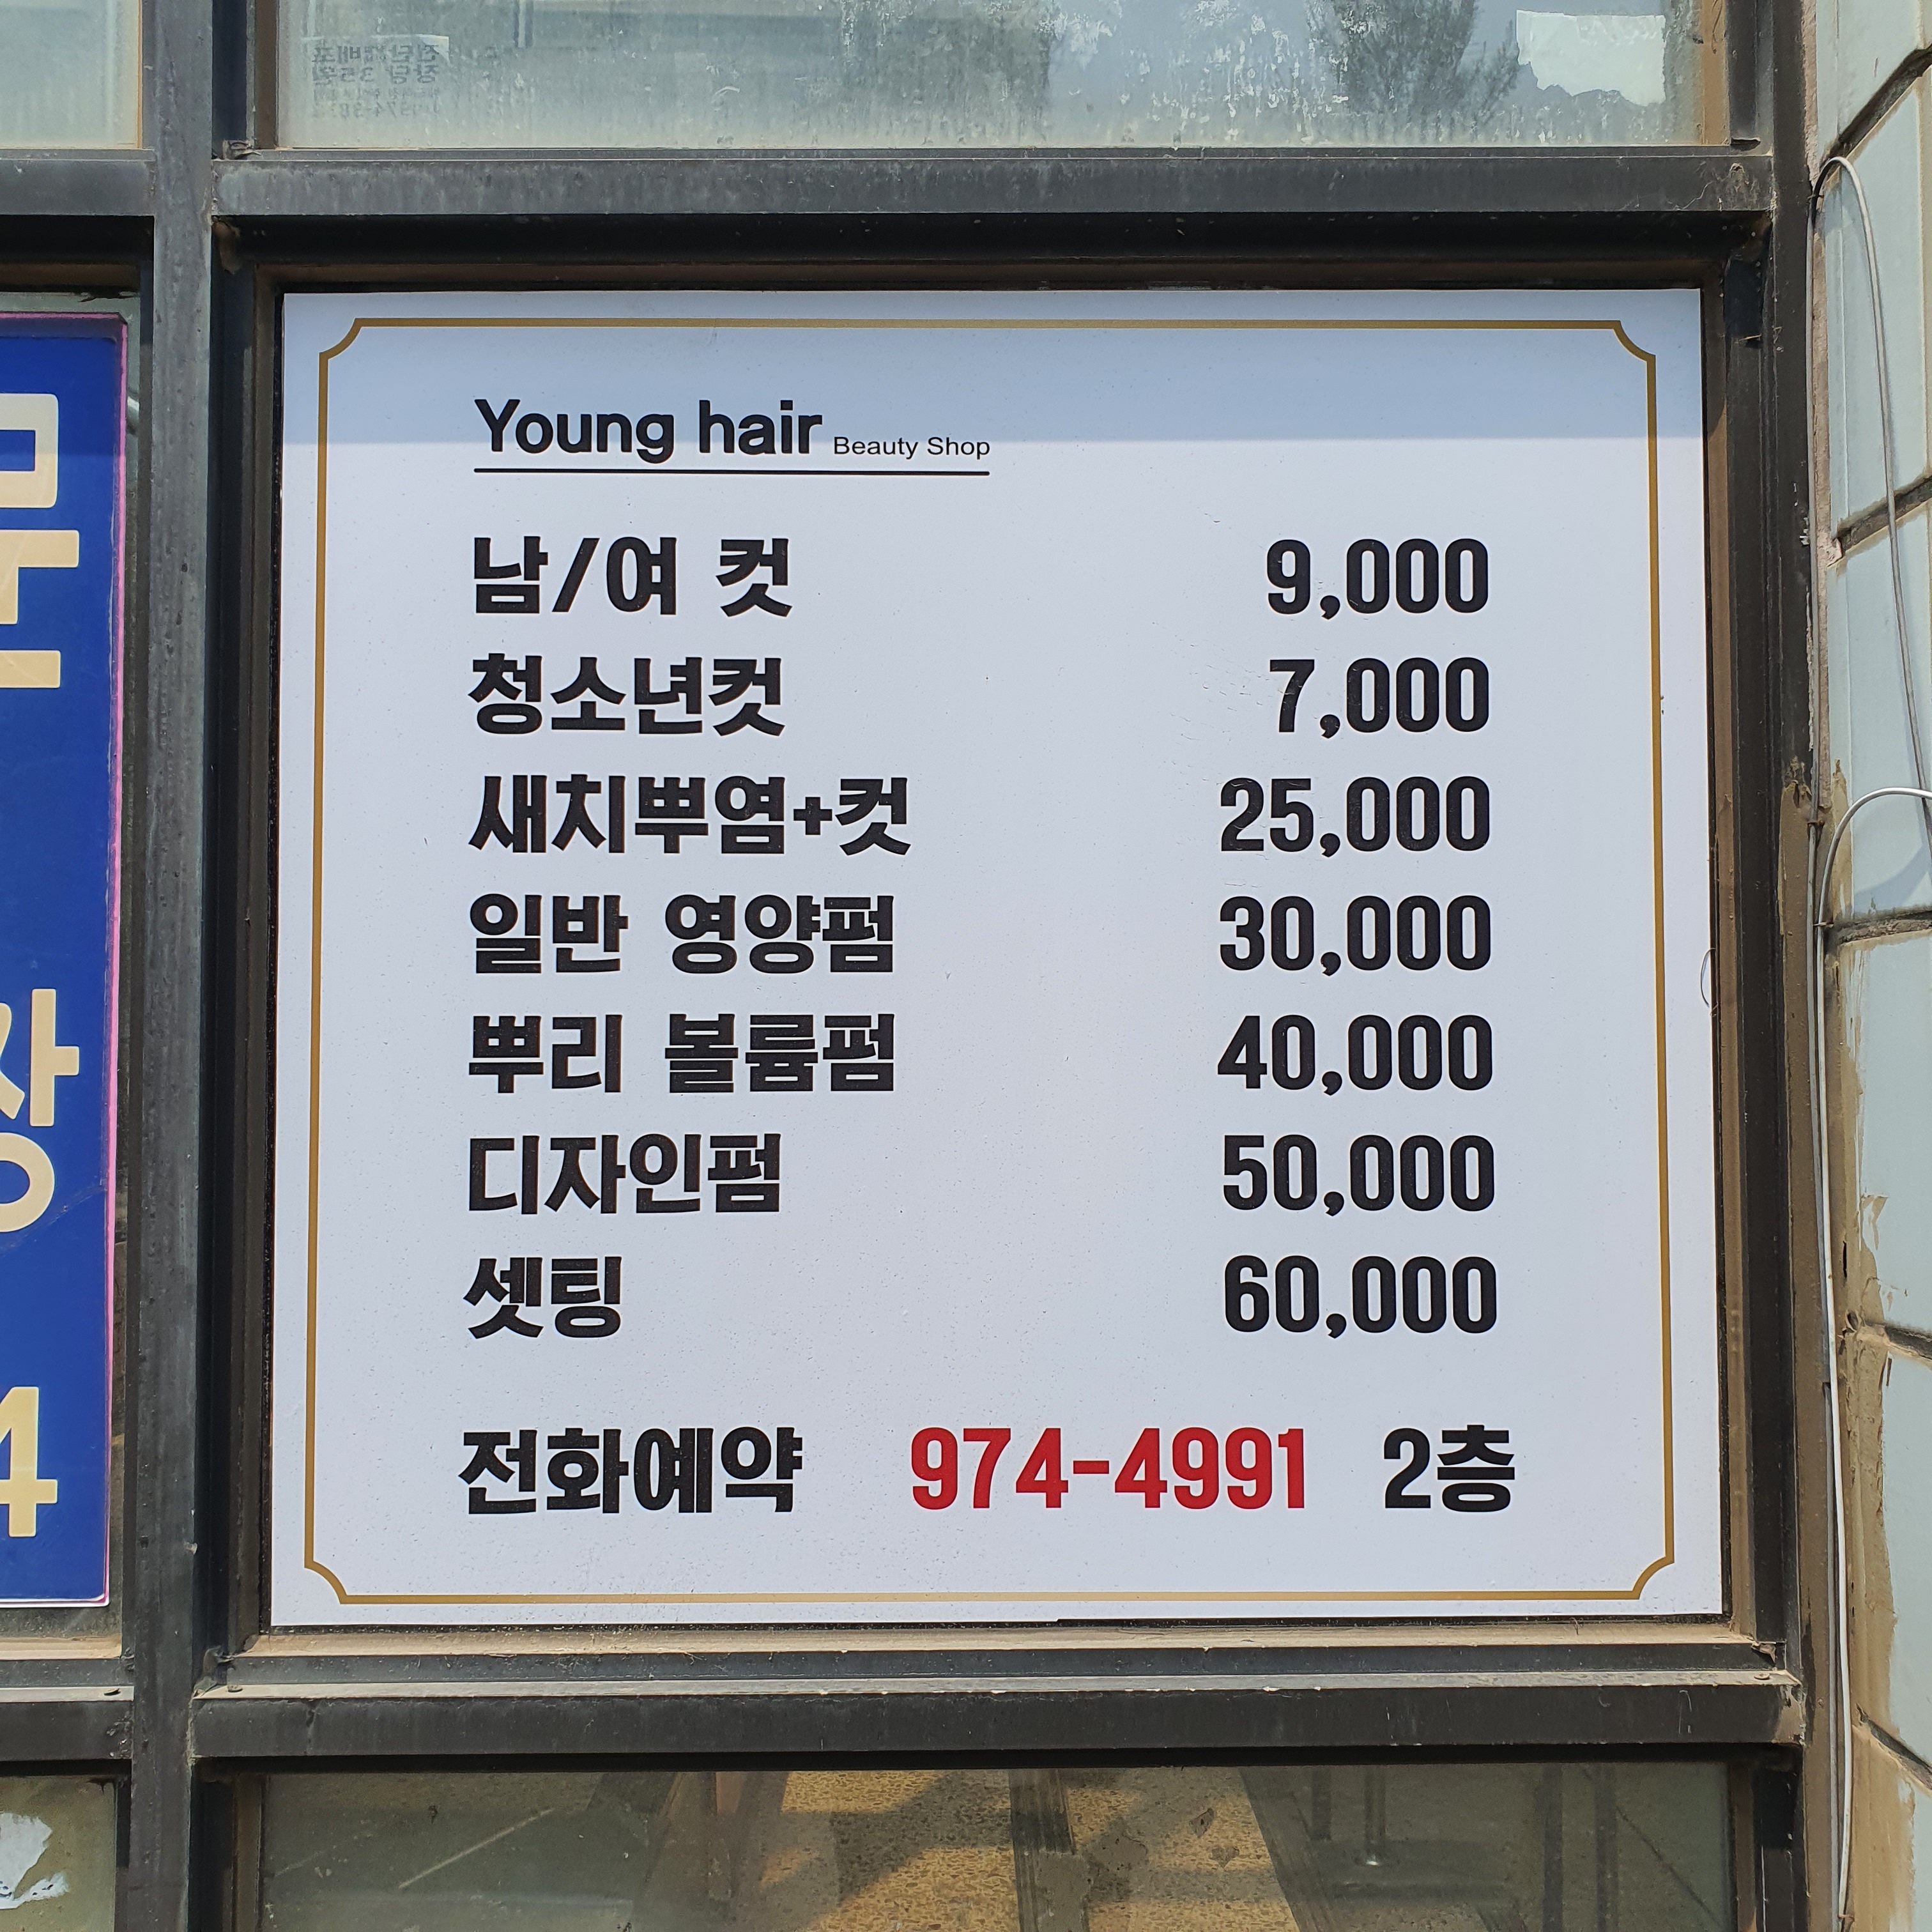 Young hair Beauty Shop
남/여 컷 9,000
청소년컷 7,000
새치뿌염+컷 25,000
일반 영양펌 30,000
뿌리 볼륨펌 40,000
디자인펌 50,000
셋팅 60,000
전화예약 974-4991 2층
4